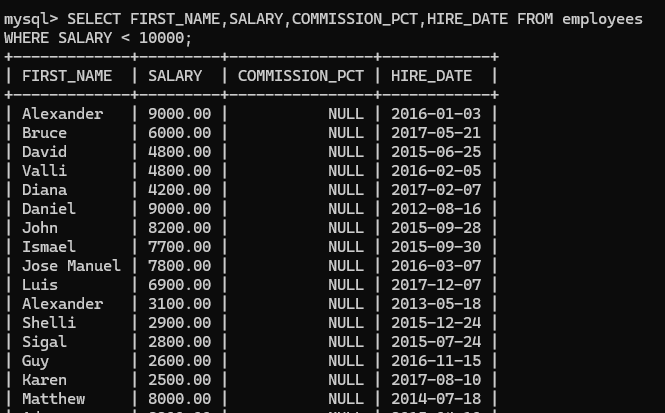 mysql> SELECT FIRST_NAME,SALARY,COMMISSION_PCT,HIRE_DATE FROM employees
WHERE SALARY < 10000;
+-------------+---------+----------------+------------+
| FIRST_NAME  | SALARY  | COMMISSION_PCT | HIRE_DATE  |
+-------------+---------+----------------+------------+
| Alexander   | 9000.00 |           NULL | 2016-01-03 |
| Bruce       | 6000.00 |           NULL | 2017-05-21 |
| David       | 4800.00 |           NULL | 2015-06-25 |
| Valli       | 4800.00 |           NULL | 2016-02-05 |
| Diana       | 4200.00 |           NULL | 2017-02-07 |
| Daniel      | 9000.00 |           NULL | 2012-08-16 |
| John        | 8200.00 |           NULL | 2015-09-28 |
| Ismael      | 7700.00 |           NULL | 2015-09-30 |
| Jose Manuel | 7800.00 |           NULL | 2016-03-07 |
| Luis        | 6900.00 |           NULL | 2017-12-07 |
| Alexander   | 3100.00 |           NULL | 2013-05-18 |
| Shelli      | 2900.00 |           NULL | 2015-12-24 |
| Sigal       | 2800.00 |           NULL | 2015-07-24 |
| Guy         | 2600.00 |           NULL | 2016-11-15 |
| Karen       | 2500.00 |           NULL | 2017-08-10 |
| Matthew     | 8000.00 |           NULL | 2014-07-18 |